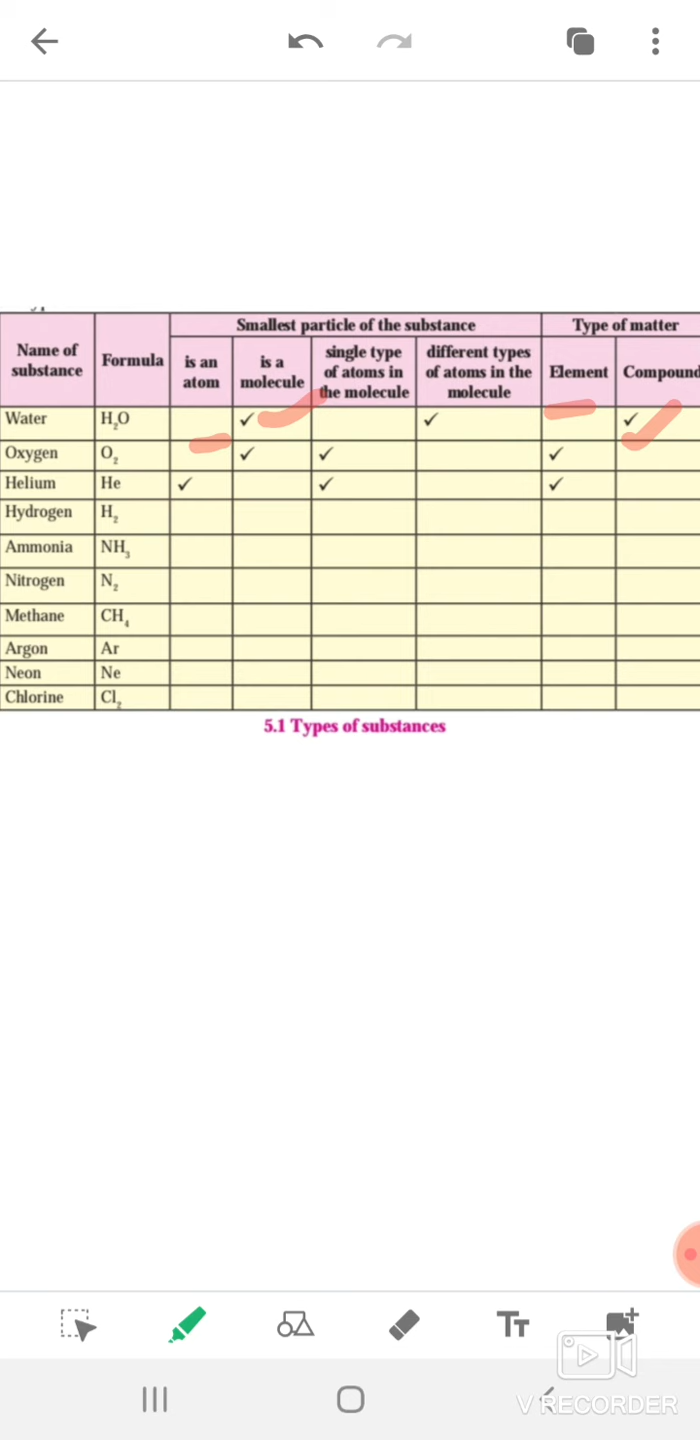 Smallest particle of the substance Type of matter
Name of substance Formula is an atom is a molecule single type of atoms in the molecule different types of atoms in the molecule Element Compound
Water H₂O ✓ ✓ ✓
Oxygen O₂ ✓ ✓ ✓
Helium He ✓ ✓ ✓
Hydrogen H₂
Ammonia NH₃
Nitrogen N₂
Methane CH₄
Argon Ar
Neon Ne
Chlorine Cl₂
5.1 Types of substances
TT
V RECORDER